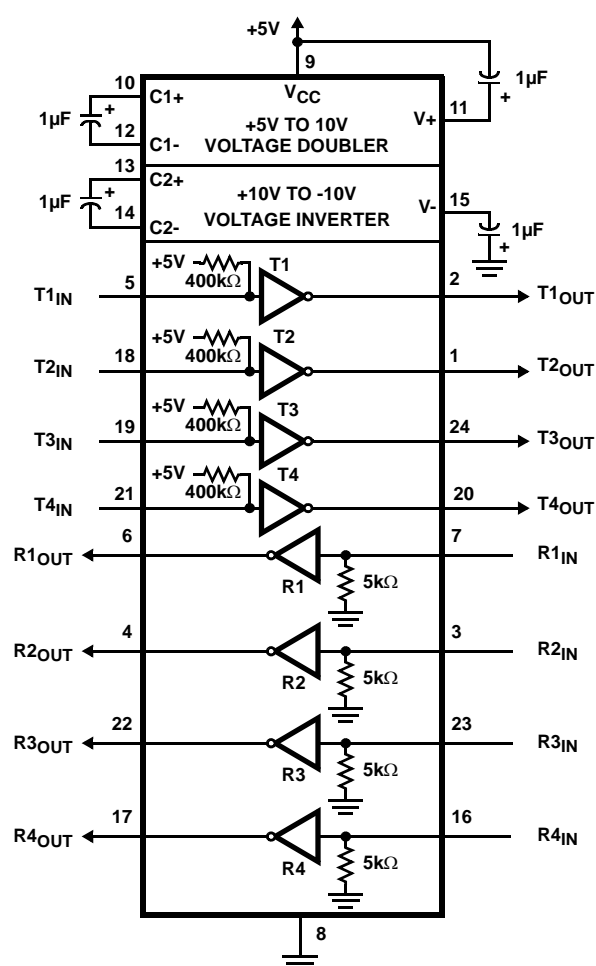 +5V
9
10
1µF
+
12
C1+
C1-
VCC
+5V TO 10V
VOLTAGE DOUBLER
V+
11
1µF
+
13
1µF
+
14
C2+
C2-
+10V TO -10V
VOLTAGE INVERTER
V-
15
1µF
+
T1IN
5
+5V
400kΩ
T1
2
T1OUT
T2IN
18
+5V
400kΩ
T2
1
T2OUT
T3IN
19
+5V
400kΩ
T3
24
T3OUT
T4IN
21
+5V
400kΩ
T4
20
T4OUT
R1OUT
6
R1
5kΩ
7
R1IN
R2OUT
4
R2
5kΩ
3
R2IN
R3OUT
22
R3
5kΩ
23
R3IN
R4OUT
17
R4
5kΩ
16
R4IN
8